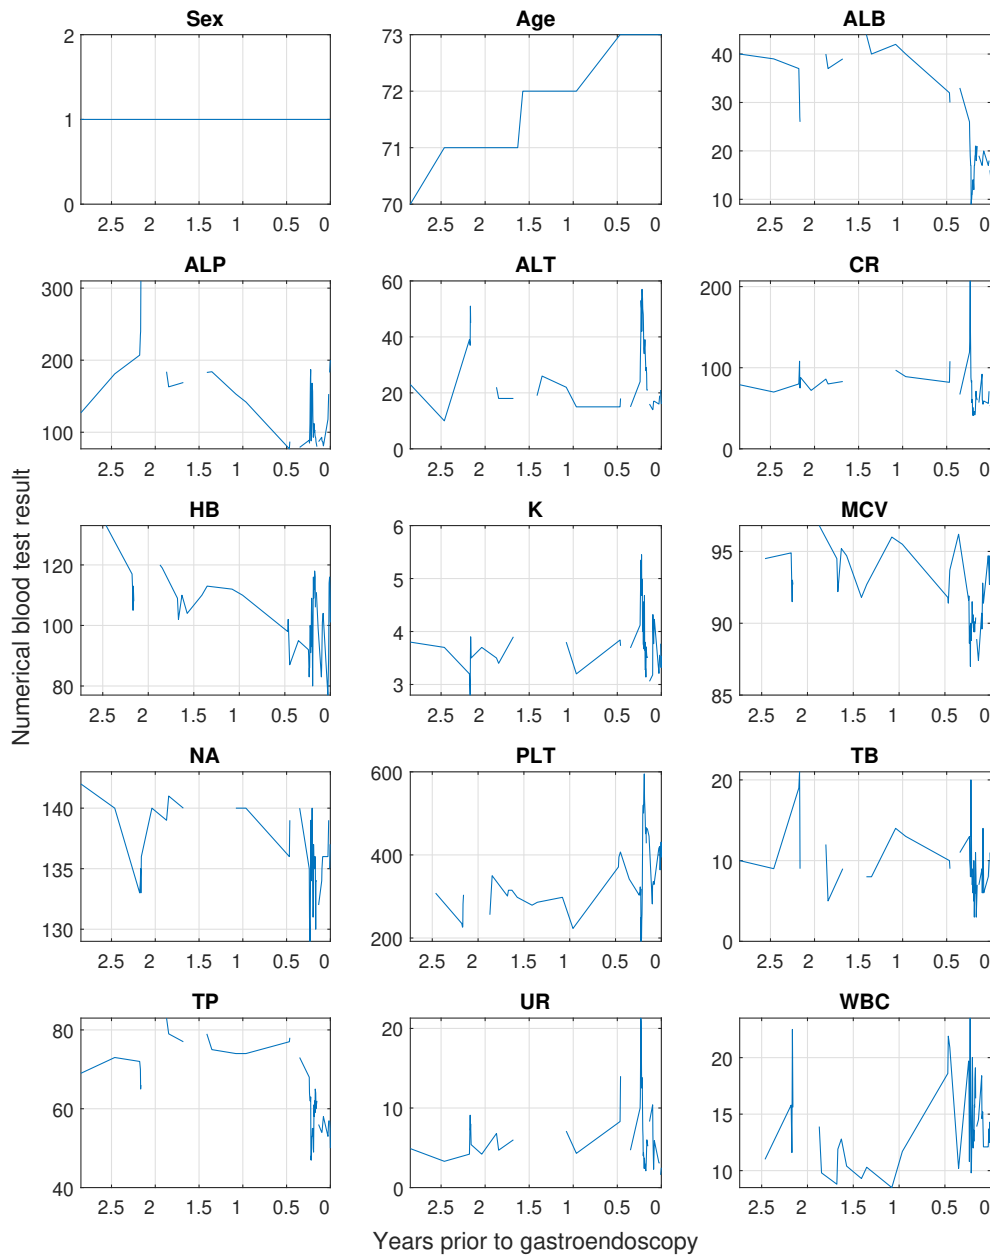 Sex Age ALB
2 1 0
73 72 71 70
40 30 20 10
2.5 2 1.5 1 0.5 0 2.5 2 1.5 1 0.5 0 2.5 2 1.5 1 0.5 0
ALP ALT CR
300 200 100
60 40 20 0
200 100 0
2.5 2 1.5 1 0.5 0 2.5 2 1.5 1 0.5 0 2.5 2 1.5 1 0.5 0
Numerical blood test result
HB K MCV
120 100 80
6 5 4 3
95 90 85
2.5 2 1.5 1 0.5 0 2.5 2 1.5 1 0.5 0 2.5 2 1.5 1 0.5 0
NA PLT TB
140 135 130
600 400 200
20 10 0
2.5 2 1.5 1 0.5 0 2.5 2 1.5 1 0.5 0 2.5 2 1.5 1 0.5 0
TP UR WBC
80 60 40
20 10 0
20 15 10
2.5 2 1.5 1 0.5 0 2.5 2 1.5 1 0.5 0 2.5 2 1.5 1 0.5 0
Years prior to gastroendoscopy